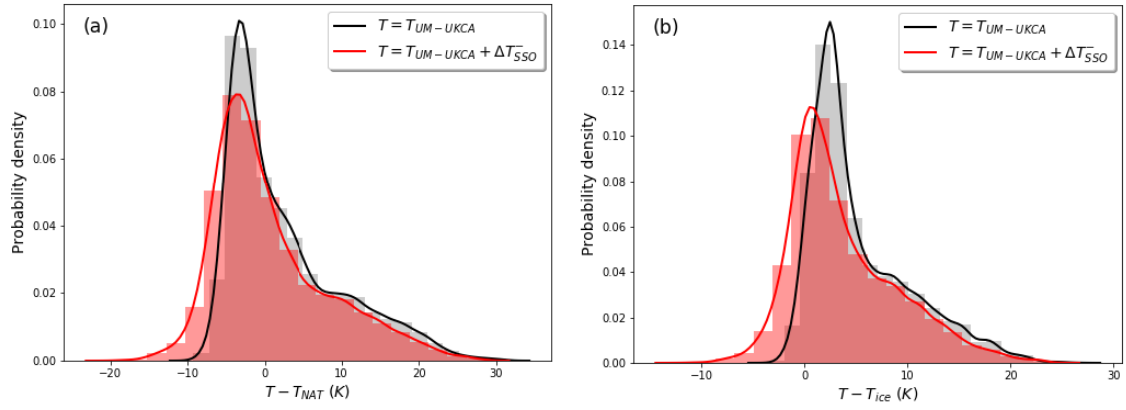 (a)
T = T_{UM-UKCA}
T = T_{UM-UKCA} + ΔT^-_{SSO}
Probability density
0.10
0.08
0.06
0.04
0.02
0.00
−20 −10 0 10 20 30
T − T_{NAT} (K)
(b)
T = T_{UM-UKCA}
T = T_{UM-UKCA} + ΔT^-_{SSO}
Probability density
0.14
0.12
0.10
0.08
0.06
0.04
0.02
0.00
−10 0 10 20 30
T − T_{ice} (K)